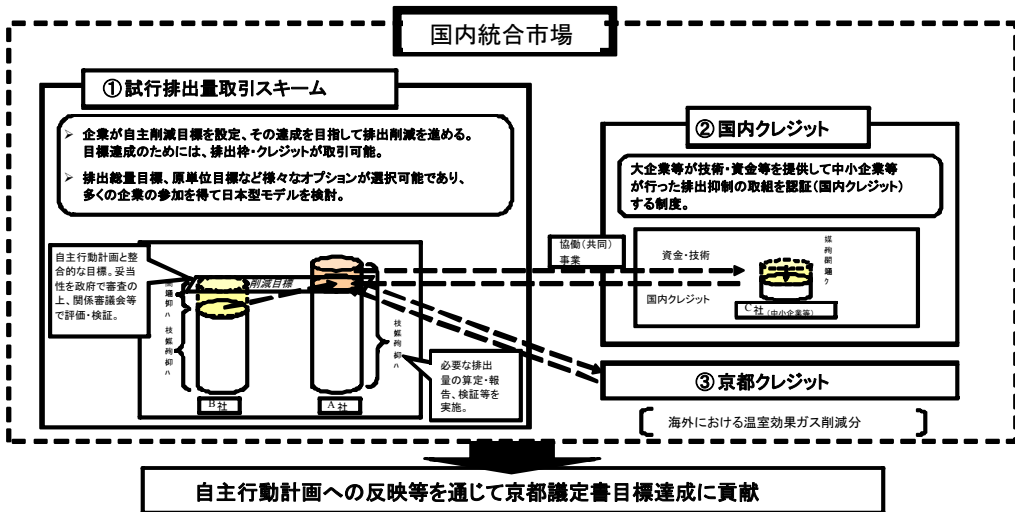 国内統合市場
①試行排出量取引スキーム
➢ 企業が自主削減目標を設定、その達成を目指して排出削減を進める。
目標達成のためには、排出枠・クレジットが取引可能。
➢ 排出総量目標、原単位目標など様々なオプションが選択可能であり、
多くの企業の参加を得て日本型モデルを検討。
自主行動計画と整
合的な目標。妥当
性を政府で審査の
上、関係審議会等
で評価・検証。
削減目標
B社
A社
必要な排出
量の算定・報
告、検証等を
実施。
②国内クレジット
大企業等が技術・資金等を提供して中小企業等
が行った排出抑制の取組を認証(国内クレジット)
する制度。
協働(共同)
事業
資金・技術
国内クレジット
C社(中小企業等)
③京都クレジット
海外における温室効果ガス削減分
自主行動計画への反映等を通じて京都議定書目標達成に貢献